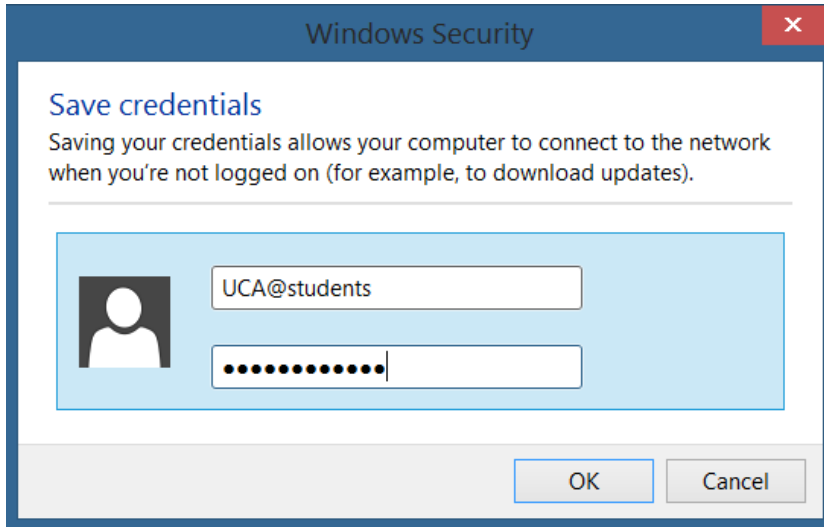 Windows Security
Save credentials
Saving your credentials allows your computer to connect to the network
when you're not logged on (for example, to download updates).
UCA@students
●●●●●●●●●●●●
OK
Cancel